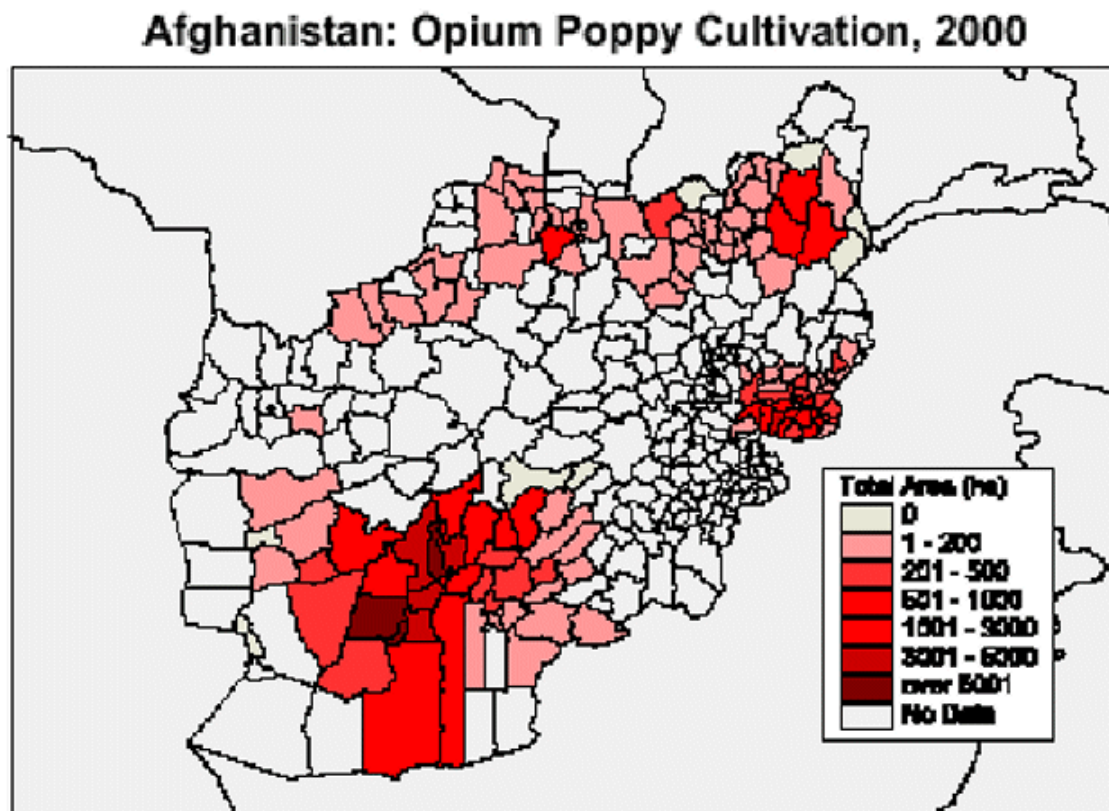 Afghanistan: Opium Poppy Cultivation, 2000
Total Area (ha)
0
1 - 200
201 - 500
501 - 1000
1001 - 3000
3001 - 5000
over 5001
No Data